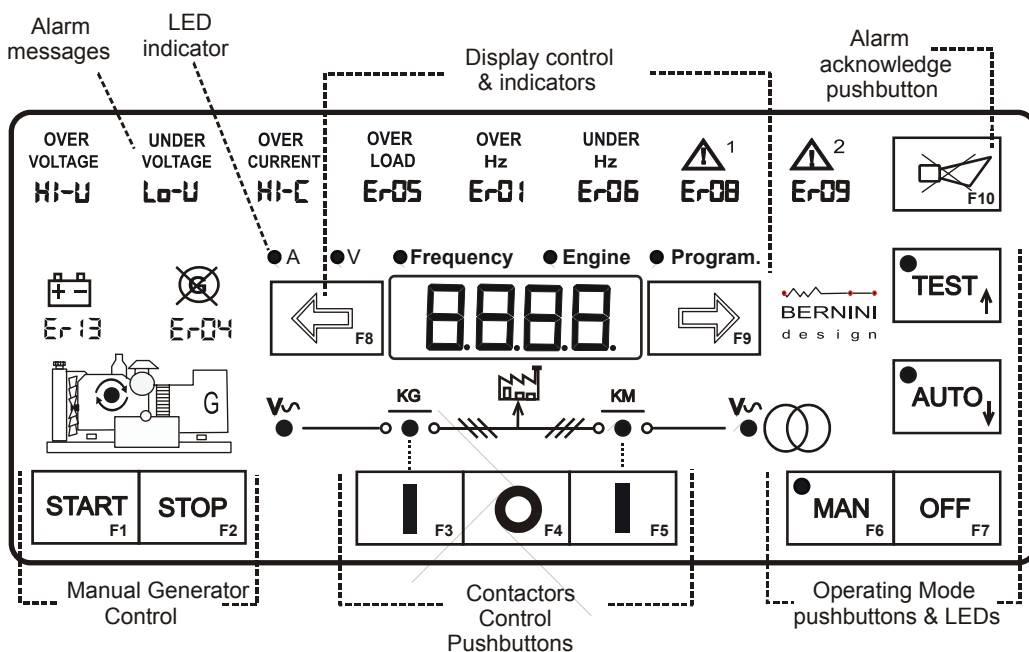 Alarm
messages
LED
indicator
Display control
& indicators
Alarm
acknowledge
pushbutton
OVER
VOLTAGE
HI-U
UNDER
VOLTAGE
Lo-U
OVER
CURRENT
HI-C
OVER
LOAD
Er05
OVER
Hz
Er01
UNDER
Hz
Er06
1
Er08
2
Er09
F10
A
V
Frequency
Engine
Program.
Er13
G
Er04
F8
8.8.8.8.
F9
BERNINI
design
TEST
AUTO
G
V
KG
KM
V
START
F1
STOP
F2
F3
F4
F5
MAN
F6
OFF
F7
Manual Generator
Control
Contactors
Control
Pushbuttons
Operating Mode
pushbuttons & LEDs